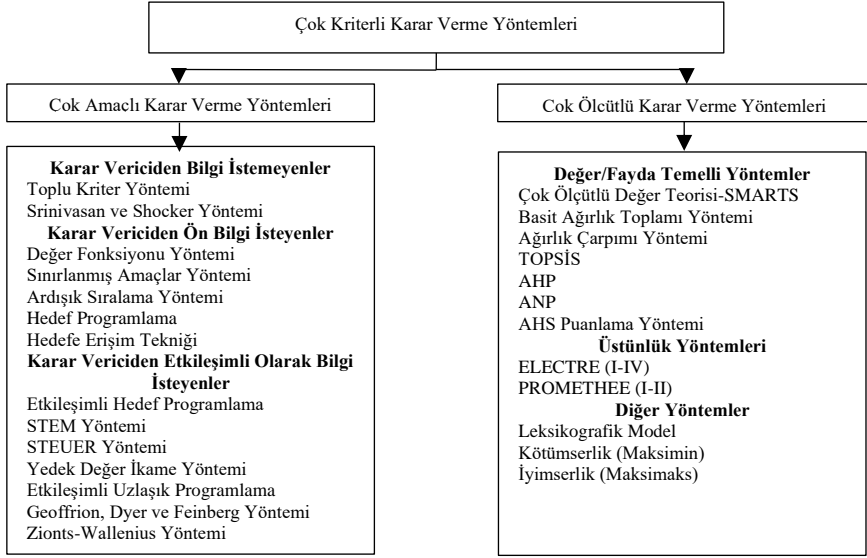 Çok Kriterli Karar Verme Yöntemleri
Cok Amaçlı Karar Verme Yöntemleri
Karar Vericiden Bilgi İstemeyenler
Toplu Kriter Yöntemi
Srinivasan ve Shocker Yöntemi
Karar Vericiden Ön Bilgi İsteyenler
Değer Fonksiyonu Yöntemi
Sınırlanmış Amaçlar Yöntemi
Ardışık Sıralama Yöntemi
Hedef Programlama
Hedefe Erişim Tekniği
Karar Vericiden Etkileşimli Olarak Bilgi
İsteyenler
Etkileşimli Hedef Programlama
STEM Yöntemi
STEUER Yöntemi
Yedek Değer İkame Yöntemi
Etkileşimli Uzlaşık Programlama
Geoffrion, Dyer ve Feinberg Yöntemi
Zionts-Wallenius Yöntemi
Cok Ölcütlü Karar Verme Yöntemleri
Değer/Fayda Temelli Yöntemler
Çok Ölçütlü Değer Teorisi-SMARTS
Basit Ağırlık Toplamı Yöntemi
Ağırlık Çarpımı Yöntemi
TOPSİS
AHP
ANP
AHS Puanlama Yöntemi
Üstünlük Yöntemleri
ELECTRE (I-IV)
PROMETHEE (I-II)
Diğer Yöntemler
Leksikografik Model
Kötümserlik (Maksimin)
İyimserlik (Maksimaks)